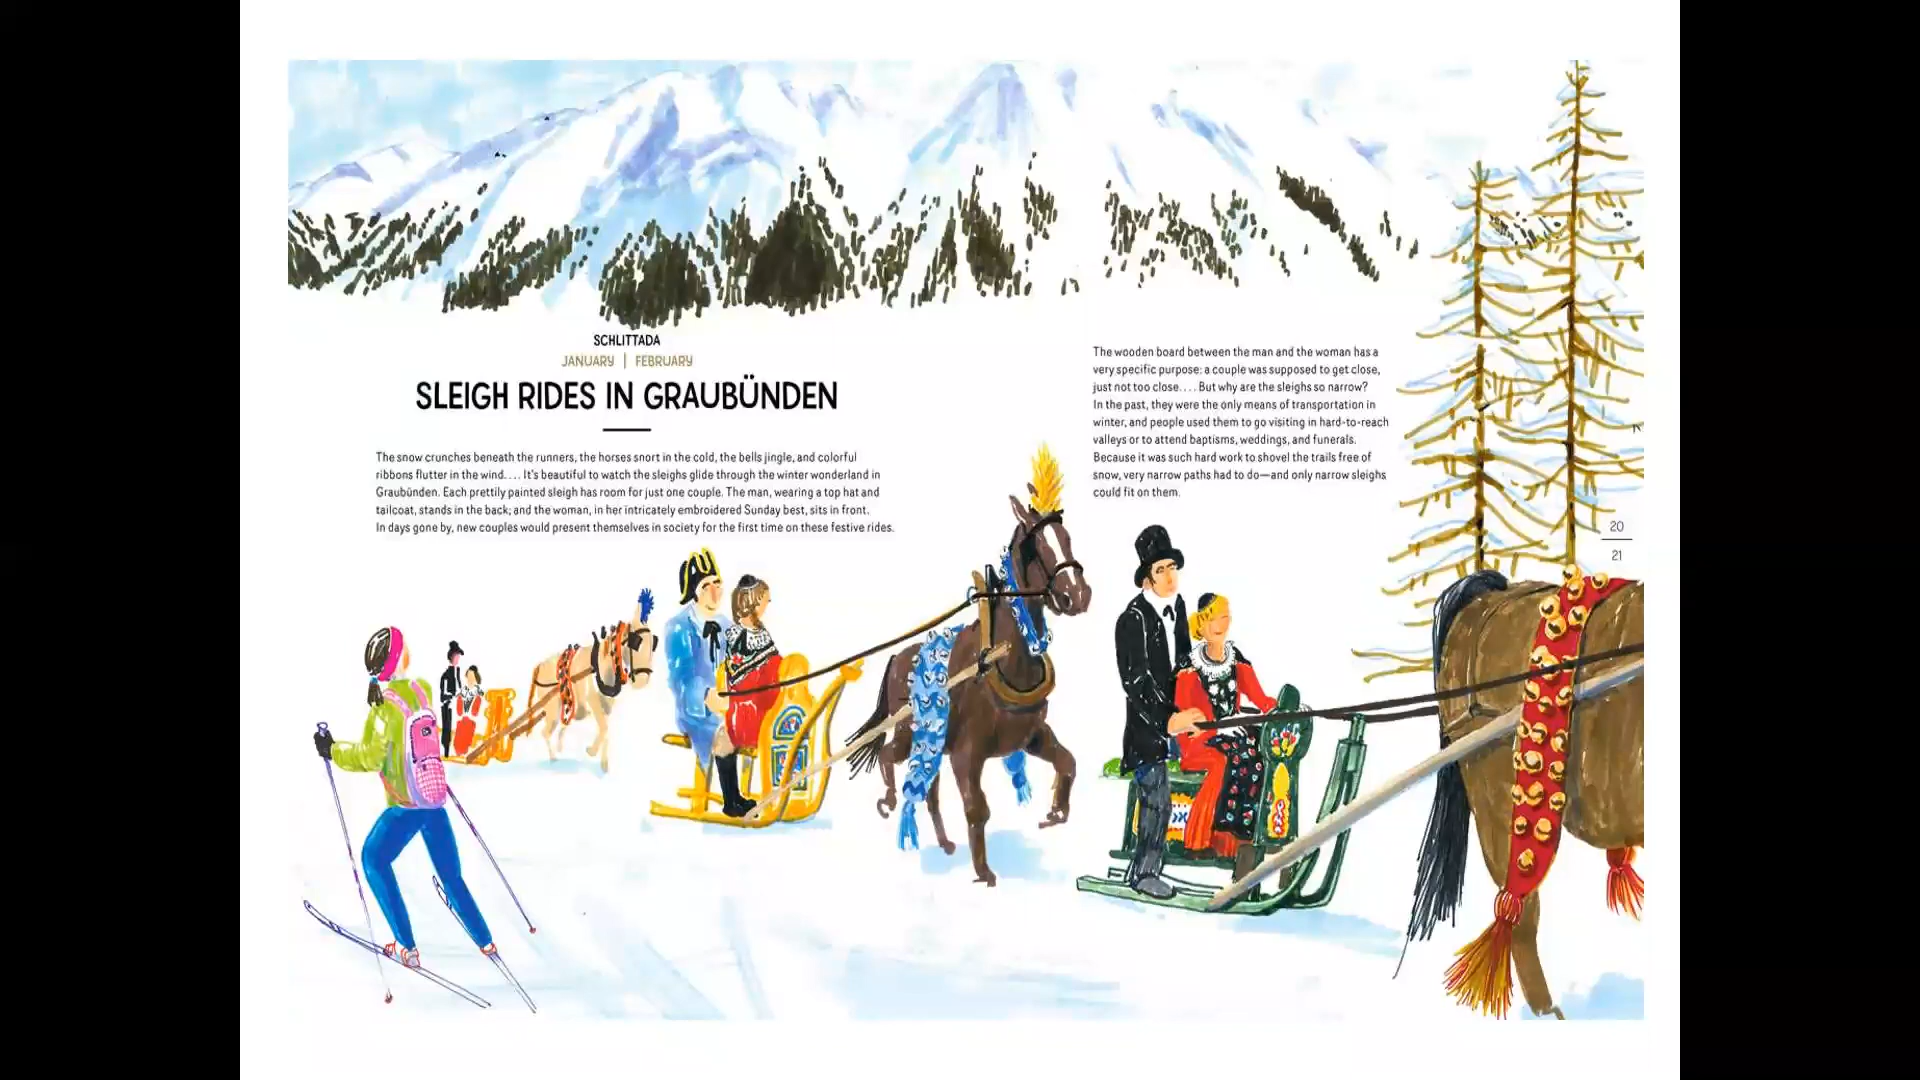 SCHLITTADA
JANUARY | FEBRUARY
SLEIGH RIDES IN GRAUBÜNDEN
The snow crunches beneath the runners, the horses snort in the cold, the bells jingle, and colorful
ribbons flutter in the wind.... It's beautiful to watch the sleighs glide through the winter wonderland in
Graubünden. Each prettily painted sleigh has room for just one couple. The man, wearing a top hat and
tailcoat, stands in the back; and the woman, in her intricately embroidered Sunday best, sits in front.
In days gone by, new couples would present themselves in society for the first time on these festive rides.
The wooden board between the man and the woman has a
very specific purpose: a couple was supposed to get close,
just not too close.... But why are the sleighs so narrow?
In the past, they were the only means of transportation in
winter, and people used them to go visiting in hard-to-reach
valleys or to attend baptisms, weddings, and funerals.
Because it was such hard work to shovel the trails free of
snow, very narrow paths had to do—and only narrow sleighs
could fit on them.
20
21